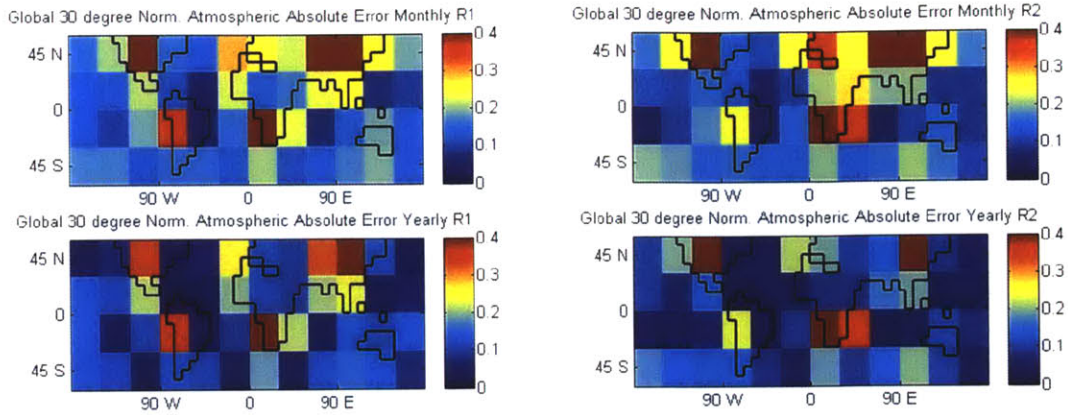 Global 30 degree Norm. Atmospheric Absolute Error Monthly R1
45 N
0
45 S
90 W 0 90 E
0.4
0.3
0.2
0.1
0
Global 30 degree Norm. Atmospheric Absolute Error Monthly R2
45 N
0
45 S
90 W 0 90 E
0.4
0.3
0.2
0.1
0
Global 30 degree Norm. Atmospheric Absolute Error Yearly R1
45 N
0
45 S
90 W 0 90 E
0.4
0.3
0.2
0.1
0
Global 30 degree Norm. Atmospheric Absolute Error Yearly R2
45 N
0
45 S
90 W 0 90 E
0.4
0.3
0.2
0.1
0